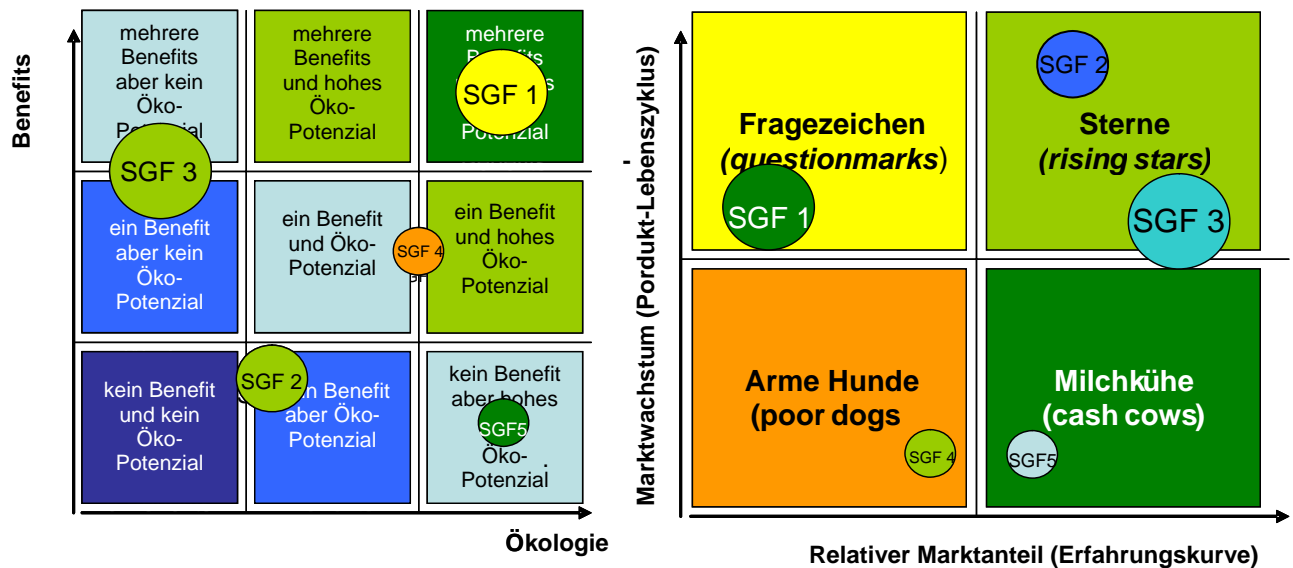 Benefits
mehrere
Benefits
aber kein
Öko-
Potenzial
mehrere
Benefits
und hohes
Öko-
Potenzial
mehrere
Benefits
Potenzial
SGF 1
SGF 3
ein Benefit
aber kein
Öko-
Potenzial
ein Benefit
und Öko-
Potenzial
SGF 4
ein Benefit
und hohes
Öko-
Potenzial
kein Benefit
und kein
Öko-
Potenzial
SGF 2
Benefit
aber Öko-
Potenzial
kein Benefit
aber hohes
SGF5
Öko-
Potenzial
Ökologie
Marktwachstum (Pordukt-Lebenszyklus)
Fragezeichen
(questionmarks)
SGF 1
SGF 2
Sterne
(rising stars)
SGF 3
Arme Hunde
(poor dogs
SGF 4
Milchkühe
(cash cows)
SGF5
Relativer Marktanteil (Erfahrungskurve)